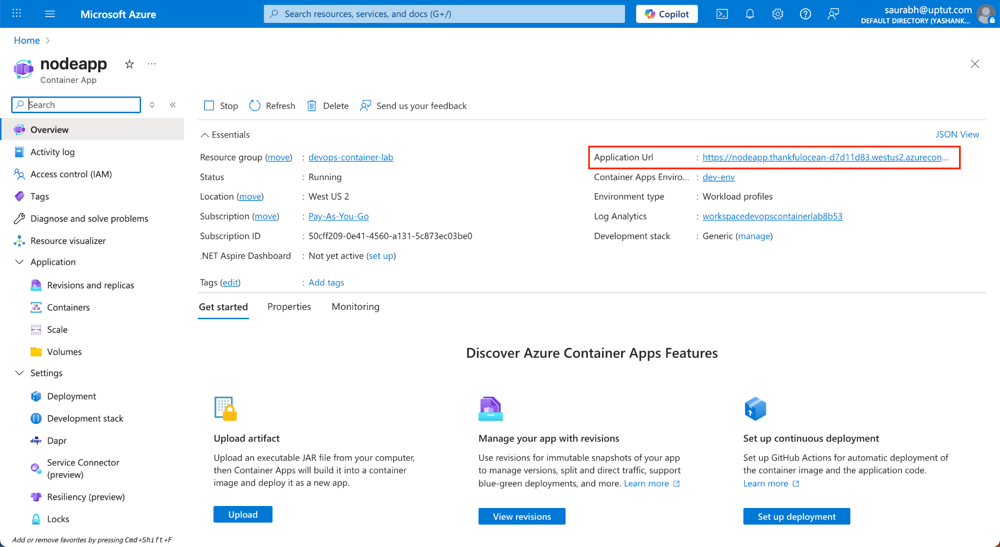 Microsoft Azure
Search resources, services, and docs (G+/)
Copilot
saurabh@uptut.com
DEFAULT DIRECTORY (YASHANK...
Home
nodeapp
...
Container App
Search
Stop
Refresh
Delete
Send us your feedback
Overview
Activity log
Access control (IAM)
Tags
Diagnose and solve problems
Resource visualizer
Application
Revisions and replicas
Containers
Scale
Volumes
Settings
Deployment
Development stack
dapr Dapr
Service Connector
(preview)
Resiliency (preview)
Locks
Add or remove favorites by pressing Cmd+Shift+F
Essentials
JSON View
Resource group (move) : devops-container-lab
Status : Running
Location (move) : West US 2
Subscription (move) : Pay-As-You-Go
Subscription ID : 50cff209-0e41-4560-a131-5c873ec03be0
.NET Aspire Dashboard : Not yet active (set up)
Tags (edit) : Add tags
Application Url : https://nodeapp.thankfulocean-d7d11d83.westus2.azurecon...
Container Apps Enviro... : dev-env
Environment type : Workload profiles
Log Analytics : workspacedevopscontainerlab8b53
Development stack : Generic (manage)
Get started
Properties
Monitoring
Discover Azure Container Apps Features
Upload artifact
Upload an executable JAR file from your computer,
then Container Apps will build it into a container
image and deploy it as a new app.
Upload
Manage your app with revisions
Use revisions for immutable snapshots of your app
to manage versions, split and direct traffic, support
blue-green deployments, and more. Learn more
View revisions
Set up continuous deployment
Set up GitHub Actions for automatic deployment of
the container image and the application code.
Learn more
Set up deployment